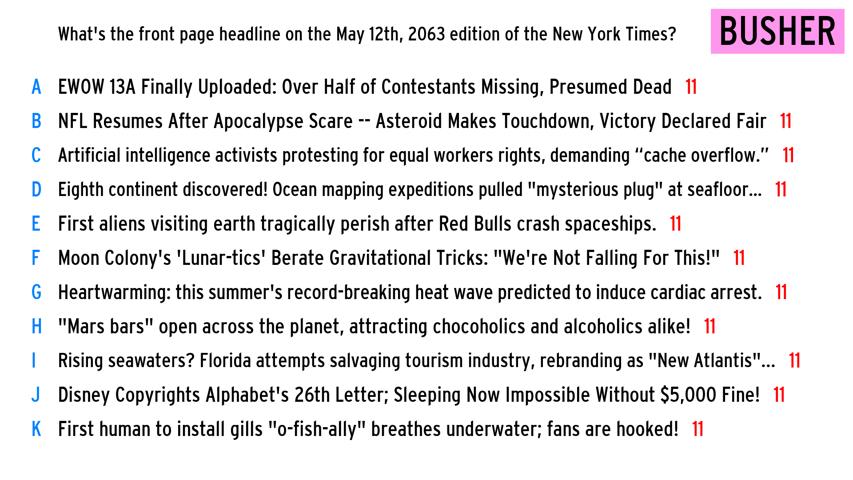 What's the front page headline on the May 12th, 2063 edition of the New York Times?
BUSHER
A EWOW 13A Finally Uploaded: Over Half of Contestants Missing, Presumed Dead 11
B NFL Resumes After Apocalypse Scare -- Asteroid Makes Touchdown, Victory Declared Fair 11
C Artificial intelligence activists protesting for equal workers rights, demanding “cache overflow.” 11
D Eighth continent discovered! Ocean mapping expeditions pulled "mysterious plug" at seafloor... 11
E First aliens visiting earth tragically perish after Red Bulls crash spaceships. 11
F Moon Colony's 'Lunar-tics' Berate Gravitational Tricks: "We're Not Falling For This!" 11
G Heartwarming: this summer's record-breaking heat wave predicted to induce cardiac arrest. 11
H "Mars bars" open across the planet, attracting chocoholics and alcoholics alike! 11
I Rising seawaters? Florida attempts salvaging tourism industry, rebranding as "New Atlantis"... 11
J Disney Copyrights Alphabet's 26th Letter; Sleeping Now Impossible Without $5,000 Fine! 11
K First human to install gills "o-fish-ally" breathes underwater; fans are hooked! 11